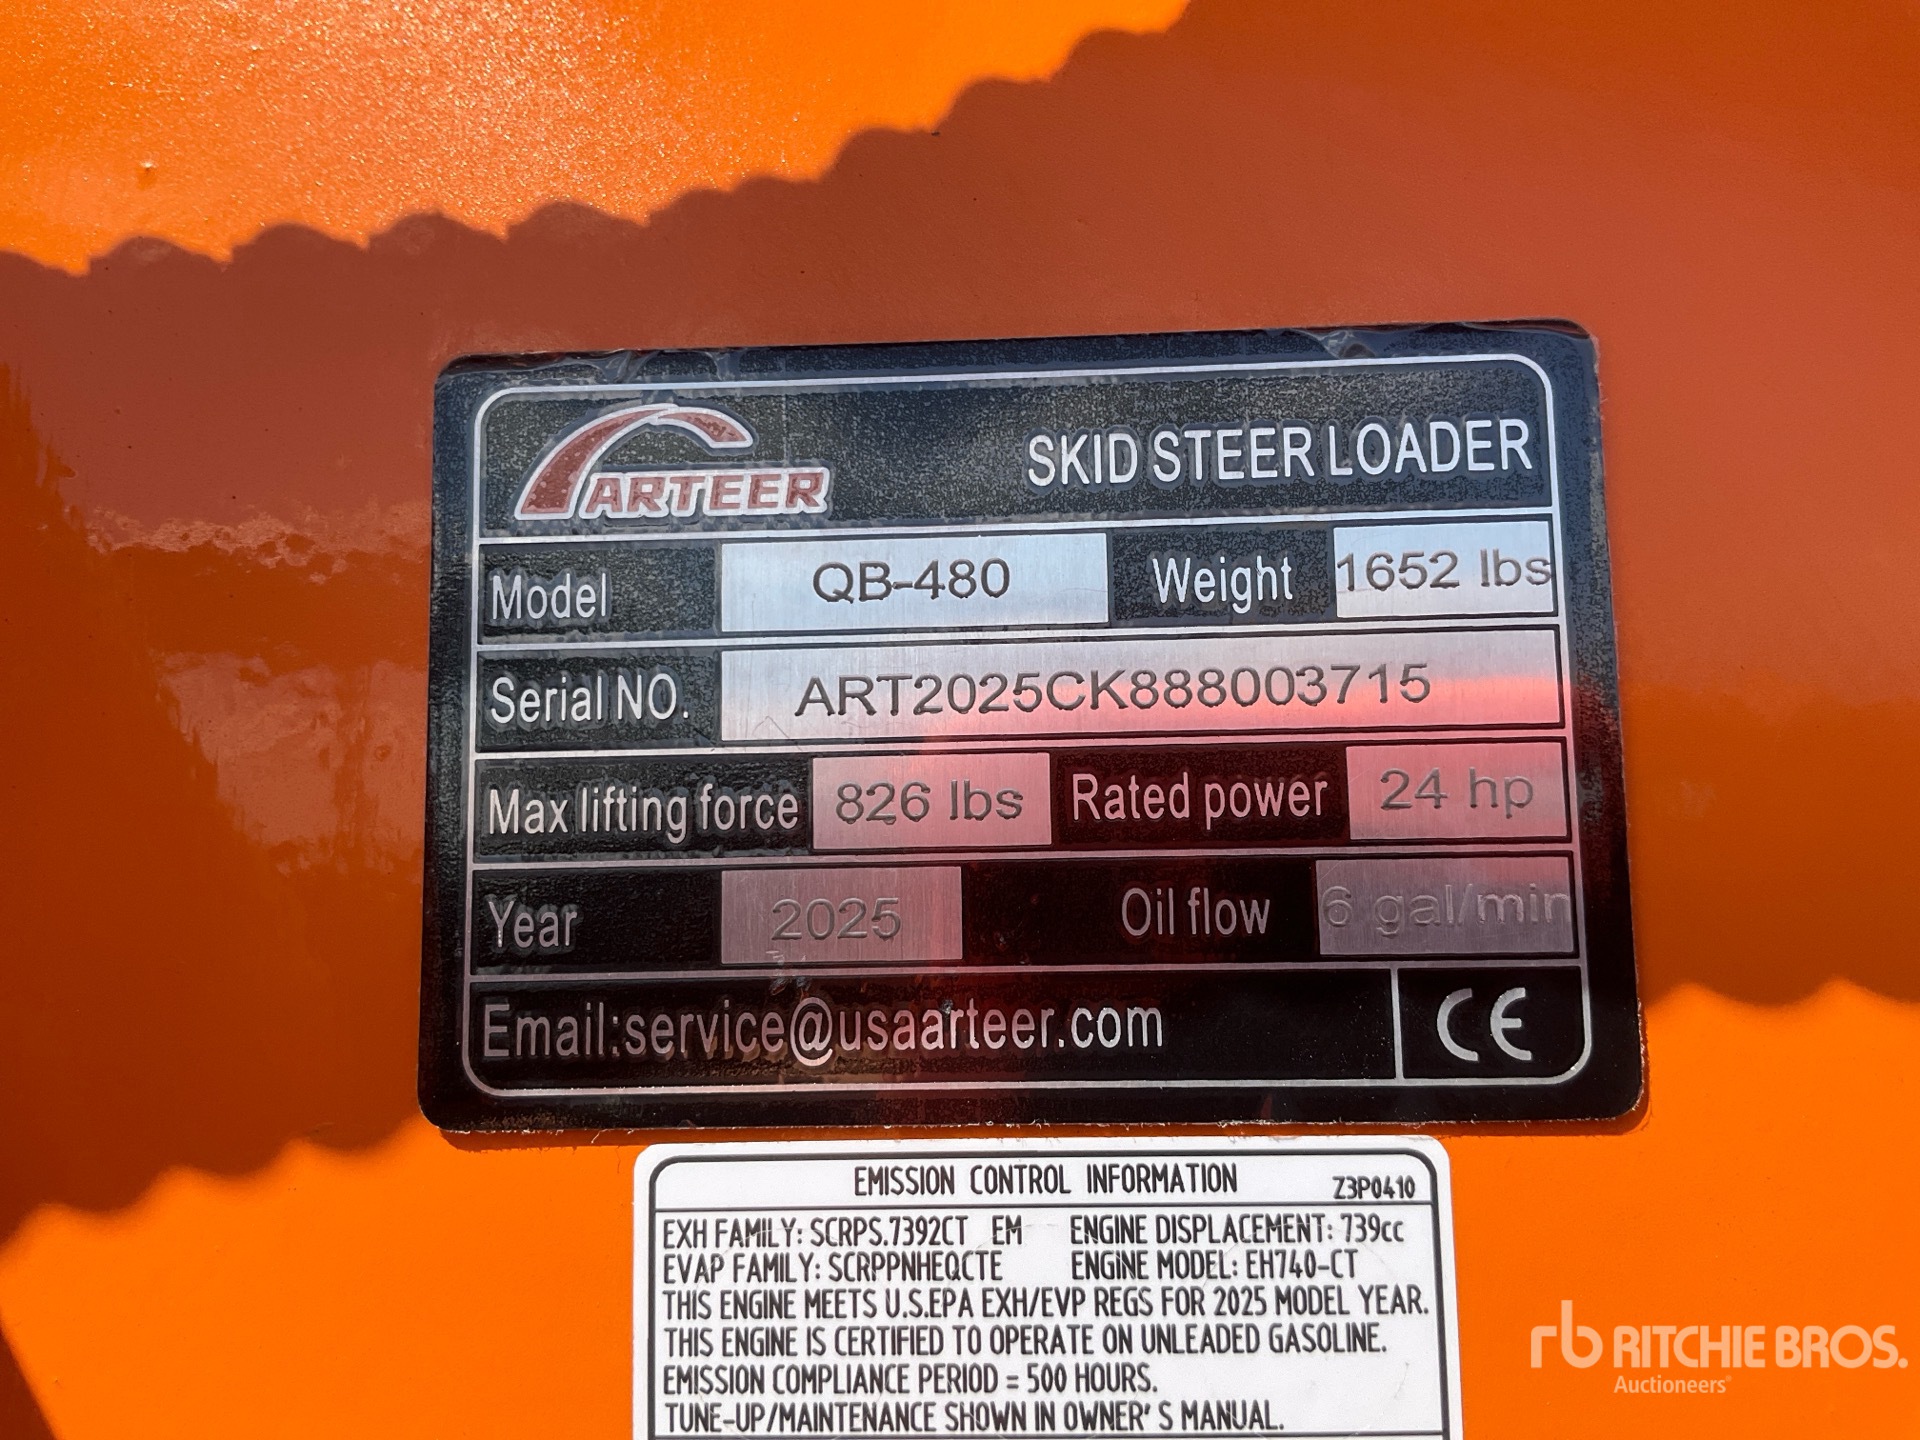 ARTEER SKID STEER LOADER
Model QB-480 Weight 1652 lbs
Serial NO. ART2025CK888003715
Max lifting force 826 lbs Rated power 24 hp
Year 2025 Oil flow 6 gal/min
Email:service@usaarteer.com CE
EMISSION CONTROL INFORMATION Z3P0410
EXH FAMILY: SCRPS.7392CT EM ENGINE DISPLACEMENT: 739cc
EVAP FAMILY: SCRPPNHEQCTE ENGINE MODEL: EH740-CT
THIS ENGINE MEETS U.S.EPA EXH/EVP REGS FOR 2025 MODEL YEAR.
THIS ENGINE IS CERTIFIED TO OPERATE ON UNLEADED GASOLINE.
EMISSION COMPLIANCE PERIOD = 500 HOURS.
TUNE-UP/MAINTENANCE SHOWN IN OWNER'S MANUAL.
rb RITCHIE BROS.
Auctioneers